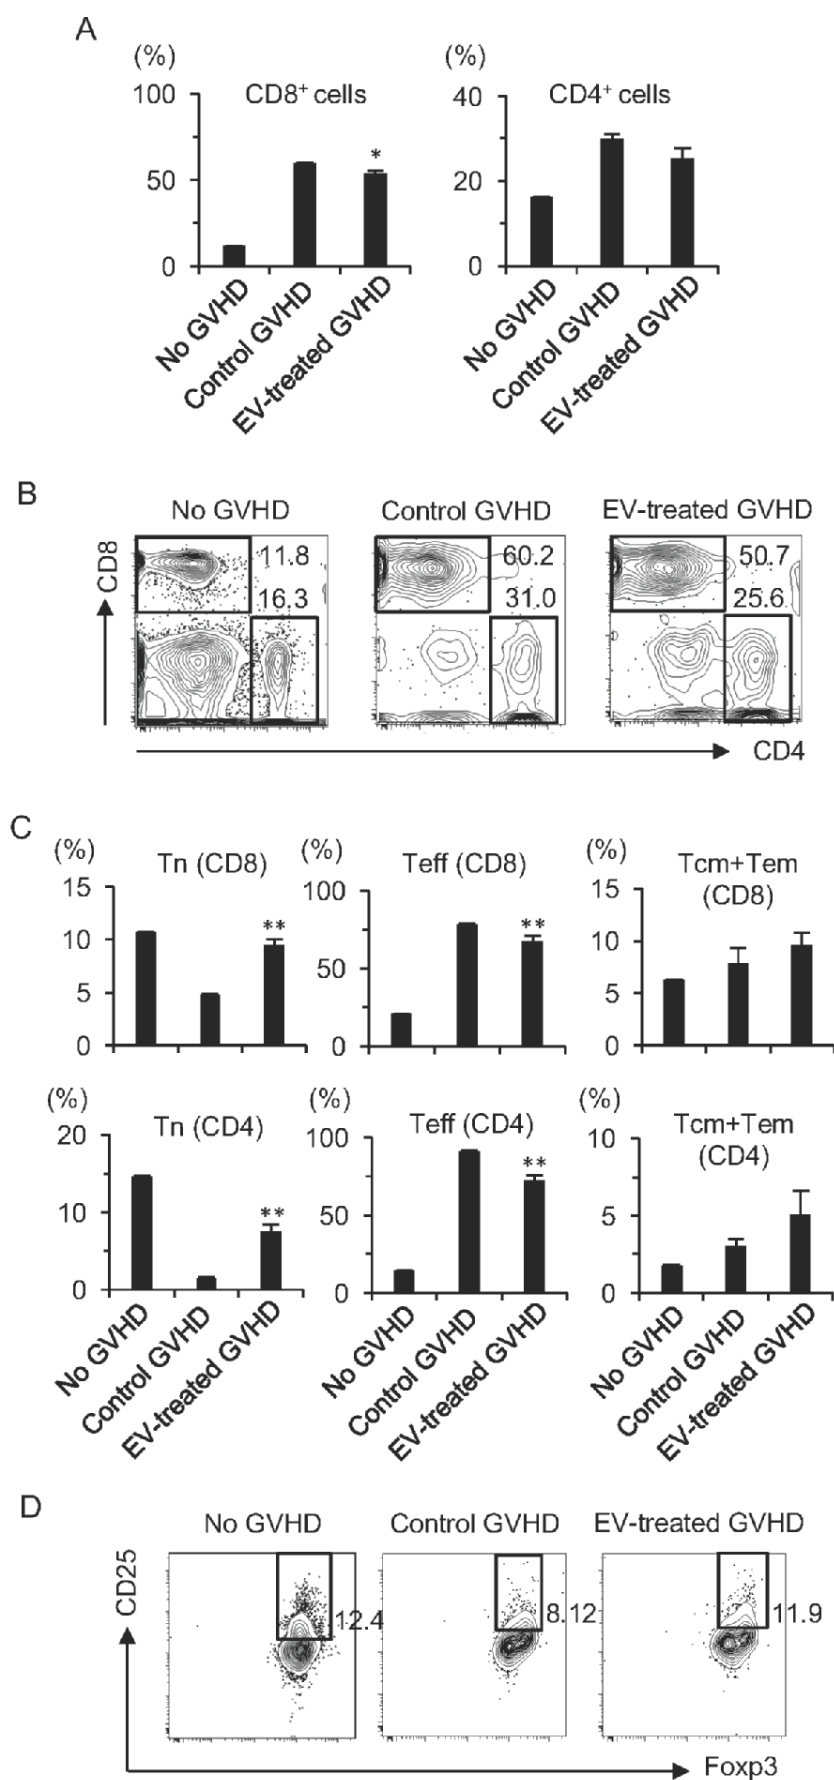 A
(%)
(%)
CD8⁺ cells
CD4⁺ cells
100
50
0
40
20
0
*
No GVHD
Control GVHD
EV-treated GVHD
No GVHD
Control GVHD
EV-treated GVHD
B
No GVHD
Control GVHD
EV-treated GVHD
CD8
11.8
16.3
60.2
31.0
50.7
25.6
CD4
C
(%)
Tn (CD8)
15
10
5
0
**
(%)
Teff (CD8)
100
50
0
**
(%)
Tcm+Tem
(CD8)
15
10
5
0
(%)
Tn (CD4)
20
10
0
**
(%)
Teff (CD4)
100
50
0
**
(%)
Tcm+Tem
(CD4)
10
5
0
No GVHD
Control GVHD
EV-treated GVHD
No GVHD
Control GVHD
EV-treated GVHD
No GVHD
Control GVHD
EV-treated GVHD
D
No GVHD
Control GVHD
EV-treated GVHD
CD25
12.4
8.12
11.9
Foxp3